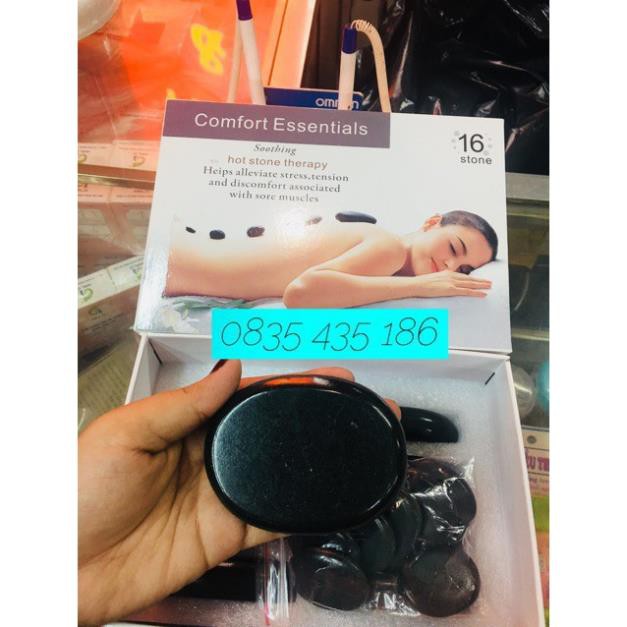 OMRON
Comfort Essentials
16
stone
Soothing
hot stone therapy
Heips alleviate stress,tension
and discomfort associated
with sore muscles
0835 435 186